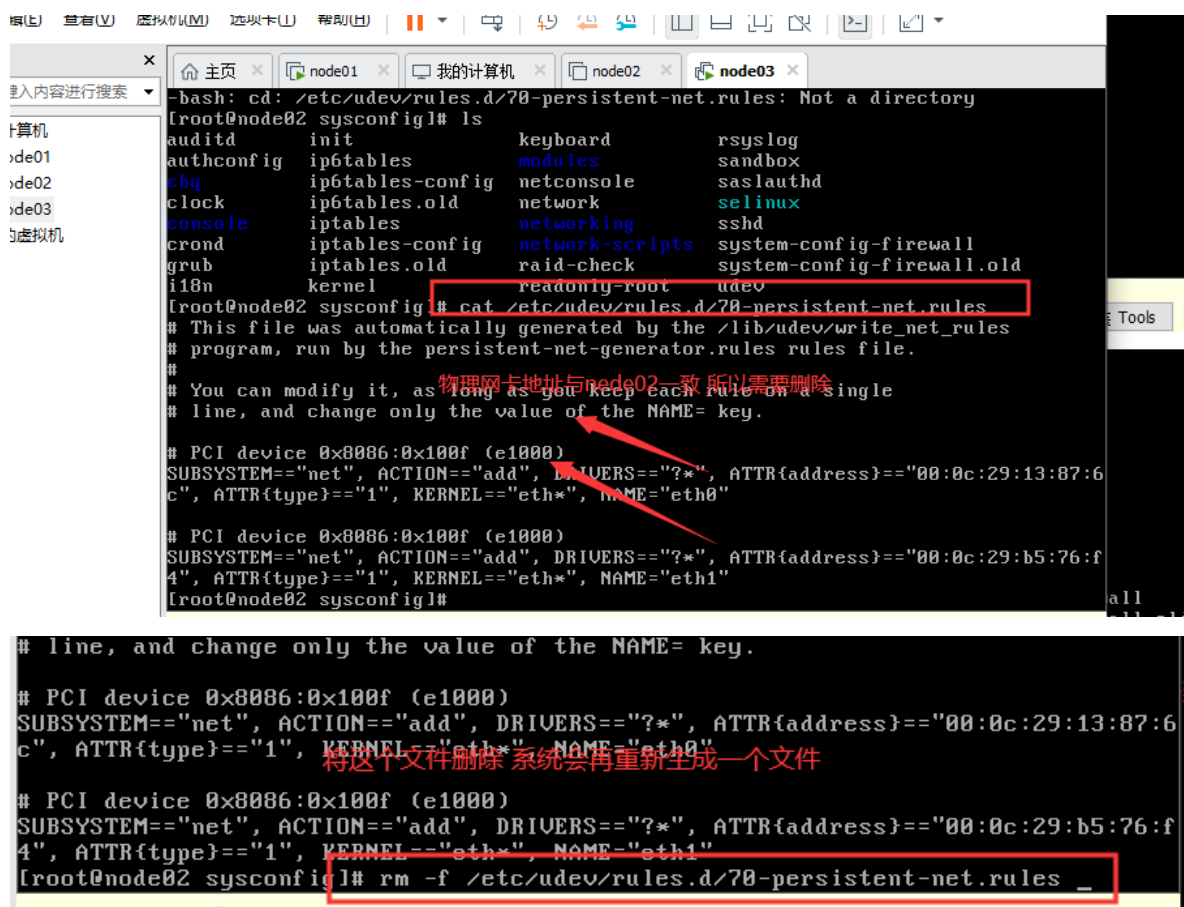 编辑(E) 查看(V) 虚拟机(M) 选项卡(T) 帮助(H)
主页 node01 我的计算机 node02 node03
键入内容进行搜索
计算机
node01
node02
node03
的虚拟机
-bash: cd: /etc/udev/rules.d/70-persistent-net.rules: Not a directory
[root@node02 sysconfig]# ls
auditd init keyboard rsyslog
authconfig ip6tables modules sandbox
cbq ip6tables-config netconsole saslauthd
clock ip6tables.old network selinux
console iptables networking sshd
crond iptables-config network-scripts system-config-firewall
grub iptables.old raid-check system-config-firewall.old
i18n kernel readonly-root udev
[root@node02 sysconfig]# cat /etc/udev/rules.d/70-persistent-net.rules
# This file was automatically generated by the /lib/udev/write_net_rules
# program, run by the persistent-net-generator.rules rules file.
#
# You can modify it, as long as you keep each rule on a single
物理网卡地址与node02一致 所以需要删除
# line, and change only the value of the NAME= key.
# PCI device 0x8086:0x100f (e1000)
SUBSYSTEM=="net", ACTION=="add", DRIVERS=="?*", ATTR{address}=="00:0c:29:13:87:6
c", ATTR{type}=="1", KERNEL=="eth*", NAME="eth0"
# PCI device 0x8086:0x100f (e1000)
SUBSYSTEM=="net", ACTION=="add", DRIVERS=="?*", ATTR{address}=="00:0c:29:b5:76:f
4", ATTR{type}=="1", KERNEL=="eth*", NAME="eth1"
[root@node02 sysconfig]#
Tools
all
# line, and change only the value of the NAME= key.
# PCI device 0x8086:0x100f (e1000)
SUBSYSTEM=="net", ACTION=="add", DRIVERS=="?*", ATTR{address}=="00:0c:29:13:87:6
c", ATTR{type}=="1", KERNEL=="eth*", NAME="eth0"
将这个文件删除 系统会再重新生成一个文件
# PCI device 0x8086:0x100f (e1000)
SUBSYSTEM=="net", ACTION=="add", DRIVERS=="?*", ATTR{address}=="00:0c:29:b5:76:f
4", ATTR{type}=="1", KERNEL=="eth*", NAME="eth1"
[root@node02 sysconfig]# rm -f /etc/udev/rules.d/70-persistent-net.rules _